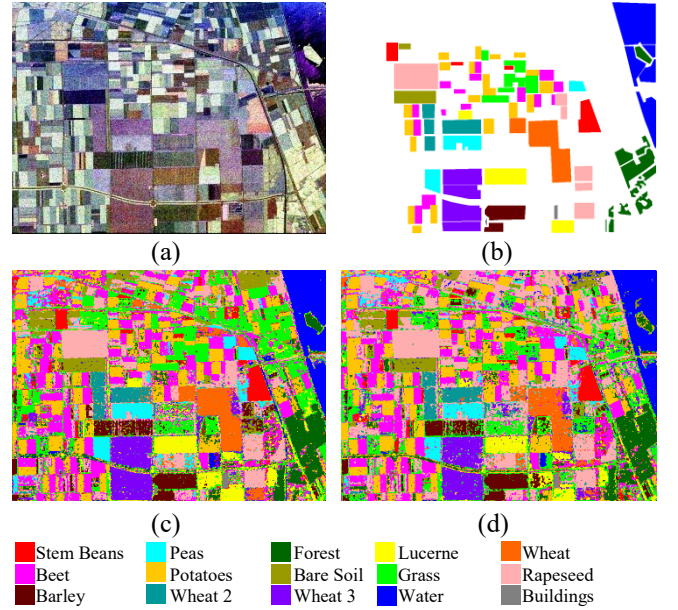 (a) (b)
(c) (d)
Stem Beans Peas Forest Lucerne Wheat
Beet Potatoes Bare Soil Grass Rapeseed
Barley Wheat 2 Wheat 3 Water Buildings